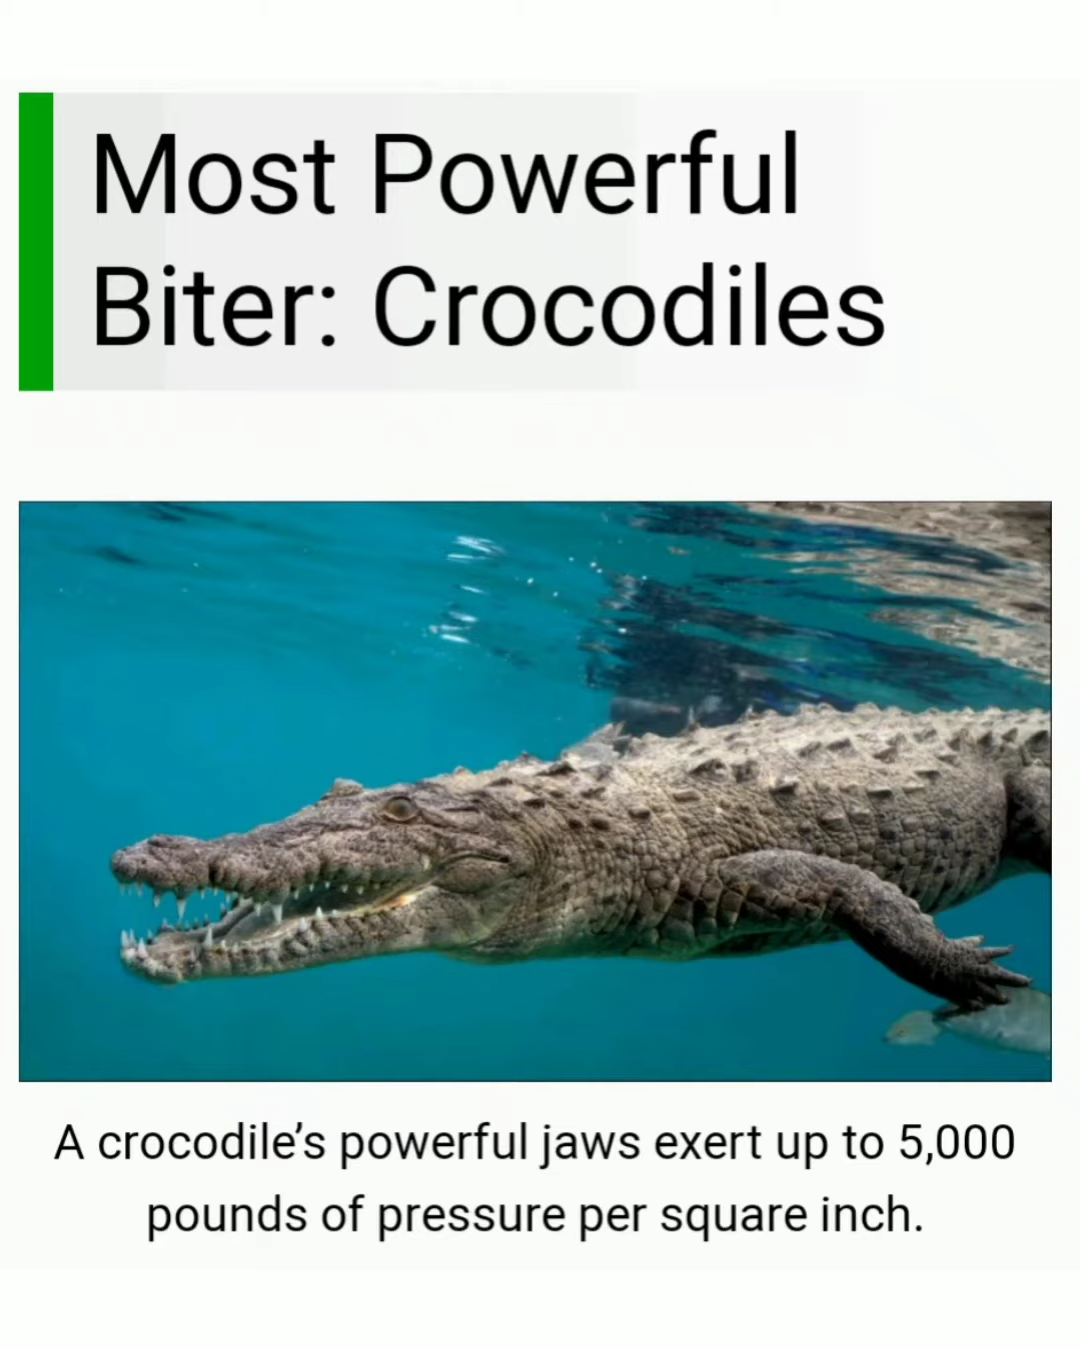 Most Powerful
Biter: Crocodiles
A crocodile’s powerful jaws exert up to 5,000
pounds of pressure per square inch.